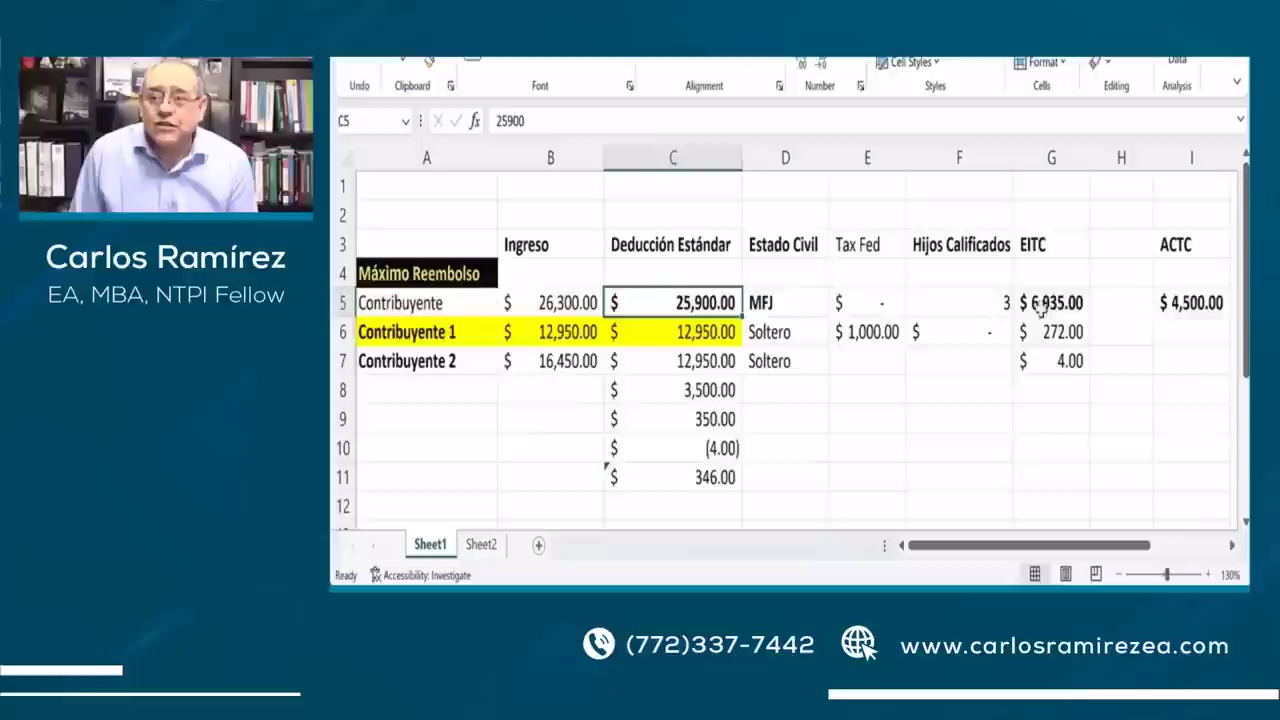 Undo Clipboard Font Alignment Number Styles Cells Editing Analysis
Cell Styles Format Data
C5 fx 25900
A B C D E F G H I
1
2
3 Ingreso Deducción Estándar Estado Civil Tax Fed Hijos Calificados EITC ACTC
4 Máximo Reembolso
5 Contribuyente $ 26,300.00 $ 25,900.00 MFJ $ - 3 $ 6,935.00 $ 4,500.00
6 Contribuyente 1 $ 12,950.00 $ 12,950.00 Soltero $ 1,000.00 $ - $ 272.00
7 Contribuyente 2 $ 16,450.00 $ 12,950.00 Soltero $ 4.00
8 $ 3,500.00
9 $ 350.00
10 $ (4.00)
11 $ 346.00
12
Sheet1 Sheet2
Ready Accessibility: Investigate 130%
Carlos Ramírez
EA, MBA, NTPI Fellow
(772)337-7442 www.carlosramirezea.com